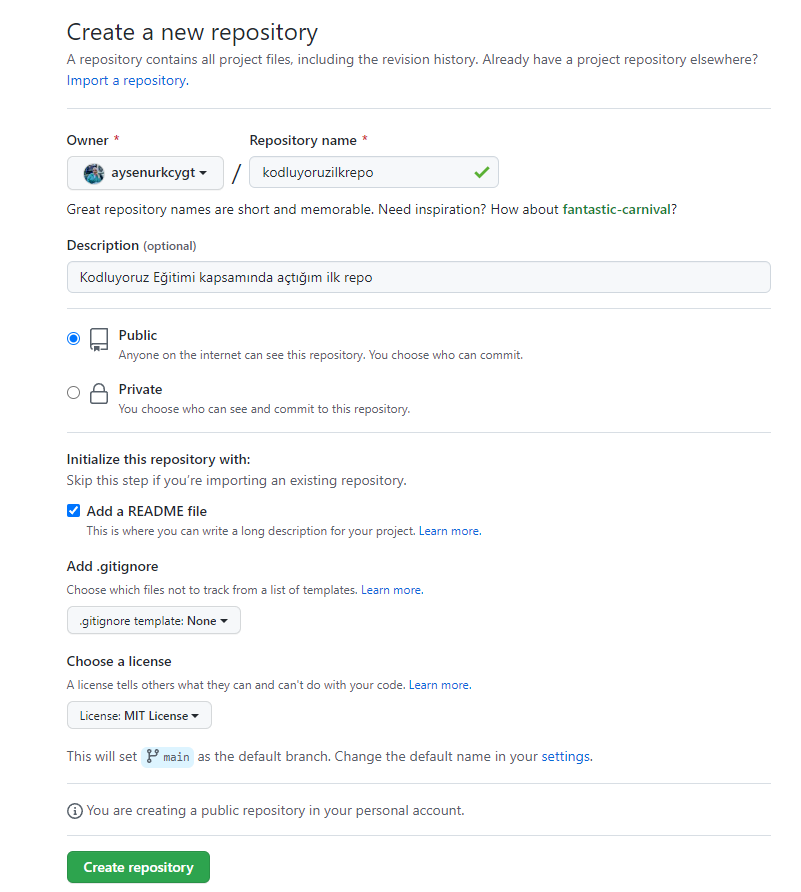 Create a new repository
A repository contains all project files, including the revision history. Already have a project repository elsewhere?
Import a repository.
Owner *
Repository name *
aysenurkcygt
/
kodluyoruzilkrepo
Great repository names are short and memorable. Need inspiration? How about fantastic-carnival?
Description (optional)
Kodluyoruz Eğitimi kapsamında açtığım ilk repo
Public
Anyone on the internet can see this repository. You choose who can commit.
Private
You choose who can see and commit to this repository.
Initialize this repository with:
Skip this step if you're importing an existing repository.
Add a README file
This is where you can write a long description for your project. Learn more.
Add .gitignore
Choose which files not to track from a list of templates. Learn more.
.gitignore template: None
Choose a license
A license tells others what they can and can't do with your code. Learn more.
License: MIT License
This will set main as the default branch. Change the default name in your settings.
You are creating a public repository in your personal account.
Create repository